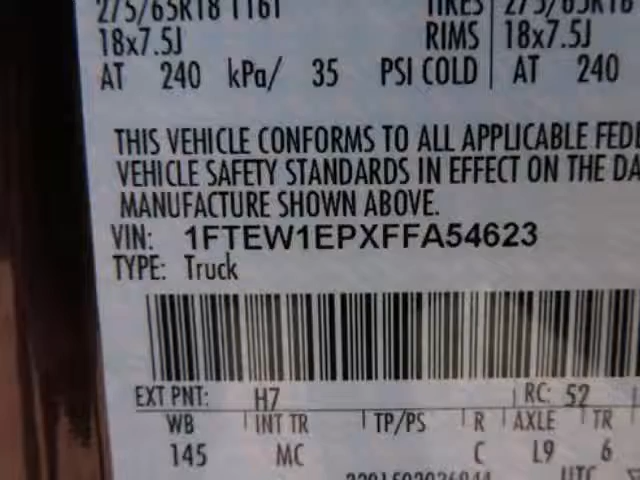 275/65R18 116T TIRES 275/65R18
18x7.5J RIMS 18x7.5J
AT 240 kPa/ 35 PSI COLD AT 240
THIS VEHICLE CONFORMS TO ALL APPLICABLE FEDE
VEHICLE SAFETY STANDARDS IN EFFECT ON THE DA
MANUFACTURE SHOWN ABOVE.
VIN: 1FTEW1EPXFFA54623
TYPE: Truck
EXT PNT: H7 RC: 52
WB INT TR TP/PS R AXLE TR
145 MC C L9 6
UTC